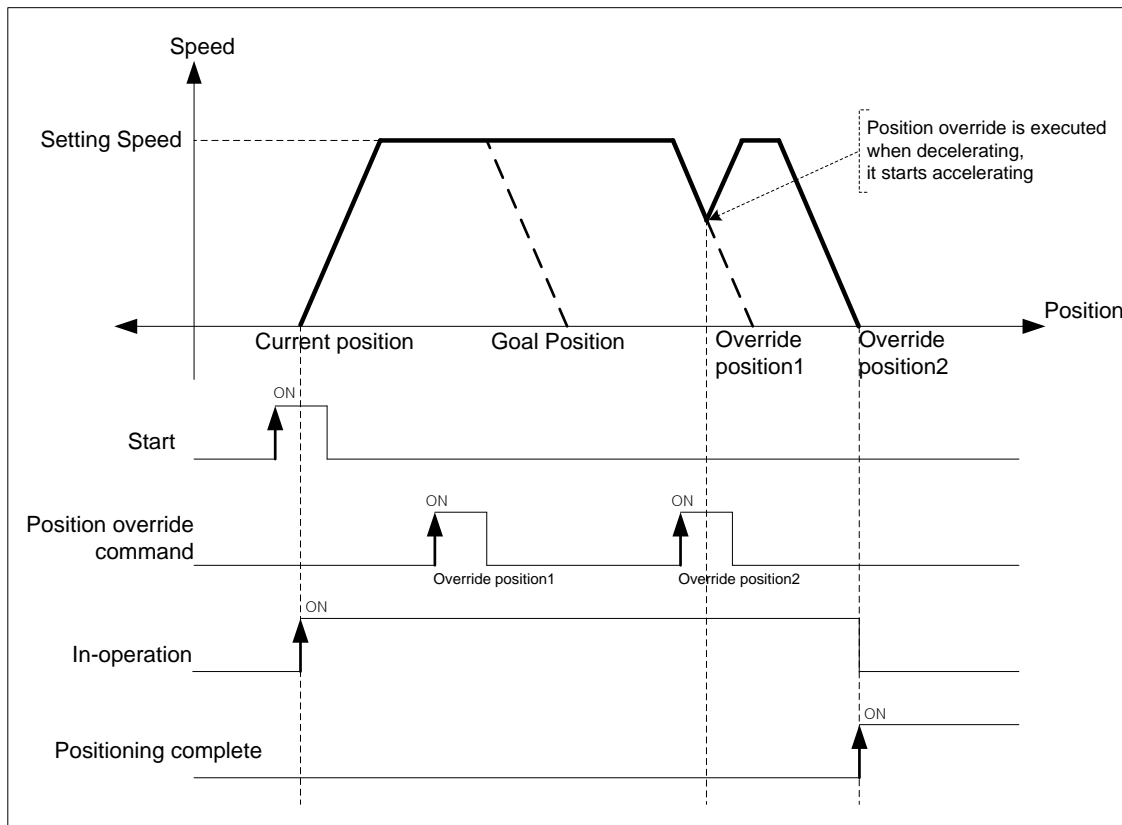 Speed
Setting Speed
Position override is executed
when decelerating,
it starts accelerating
Position
Current position
Goal Position
Override
position1
Override
position2
ON
Start
ON
ON
Position override
command
Override position1
Override position2
ON
In-operation
ON
Positioning complete